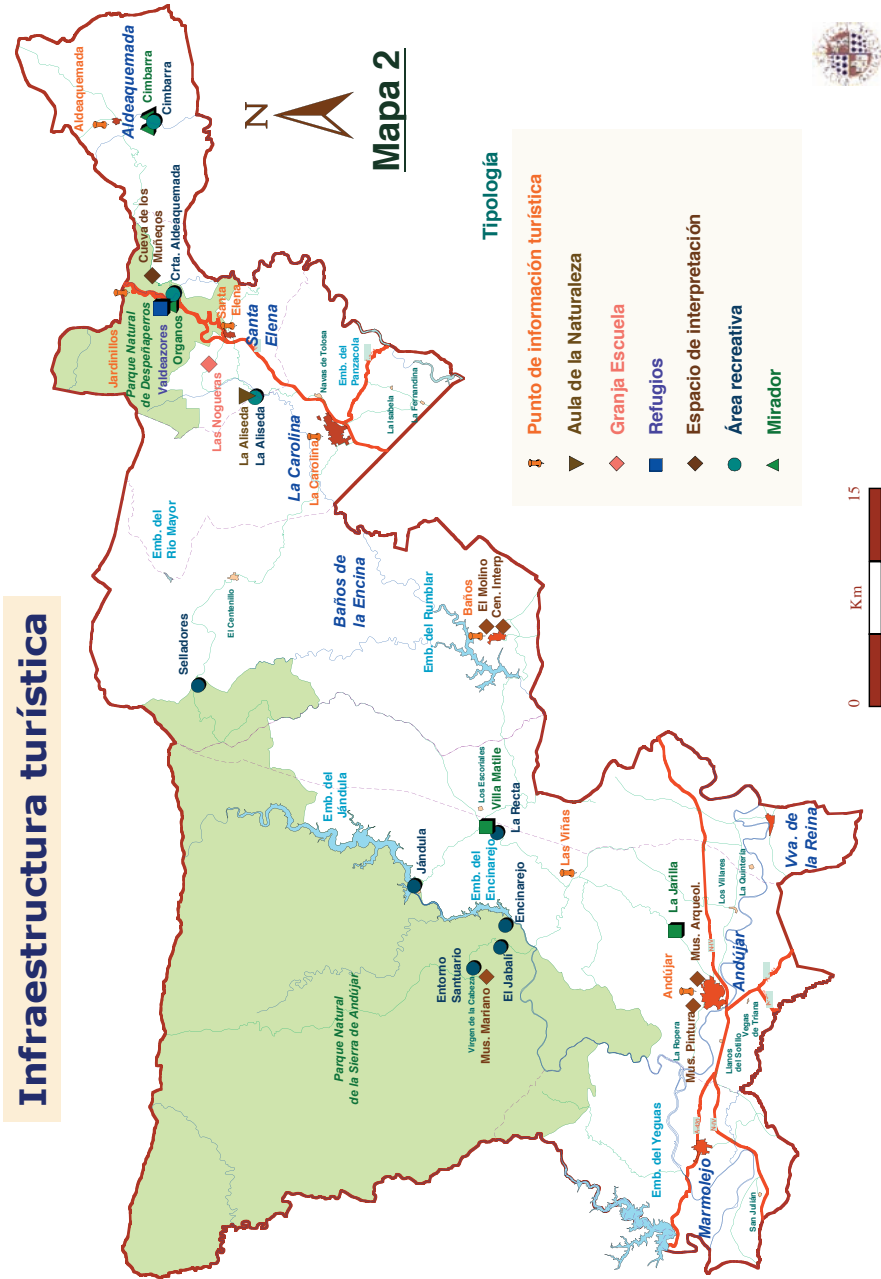 Infraestructura turística
Mapa 2
N
Aldeaquemada
Aldeaquemada
Cimbarra
Cimbarra
Cueva de los
Muñeqos
Crta. Aldeaquemada
Jardinillos
Parque Natural
de Despeñaperros
Valdeazores
Organos
Santa
Elena
Santa
Elena
Las Nogueras
La Aliseda
La Aliseda
Navas de Tolosa
Emb. del
Panzacola
La Isabela
La Fernandina
La Carolina
La Carolina
Emb. del
Rio Mayor
El Centenillo
Selladores
Baños de
la Encina
Emb. del Rumblar
Baños
El Molino
Cen. Interp
Emb. del
Jándula
Jándula
Los Escoriales
Villa Matile
La Recta
Emb. del
Encinarejo
Encinarejo
El Jabalí
Entorno
Santuario
Virgen de la Cabeza
Mus. Mariano
Parque Natural
de la Sierra de Andújar
Las Viñas
La Jarilla
Los Villares
La Quintería
Vva. de
la Reina
Andújar
Mus. Arqueol.
Andújar
Mus. Pintura
La Ropera
Llanos
del Sotillo
Vegas
de Triana
Emb. del Yeguas
Marmolejo
San Julián
Tipología
Punto de información turística
Aula de la Naturaleza
Granja Escuela
Refugios
Espacio de interpretación
Área recreativa
Mirador
0
Km
15